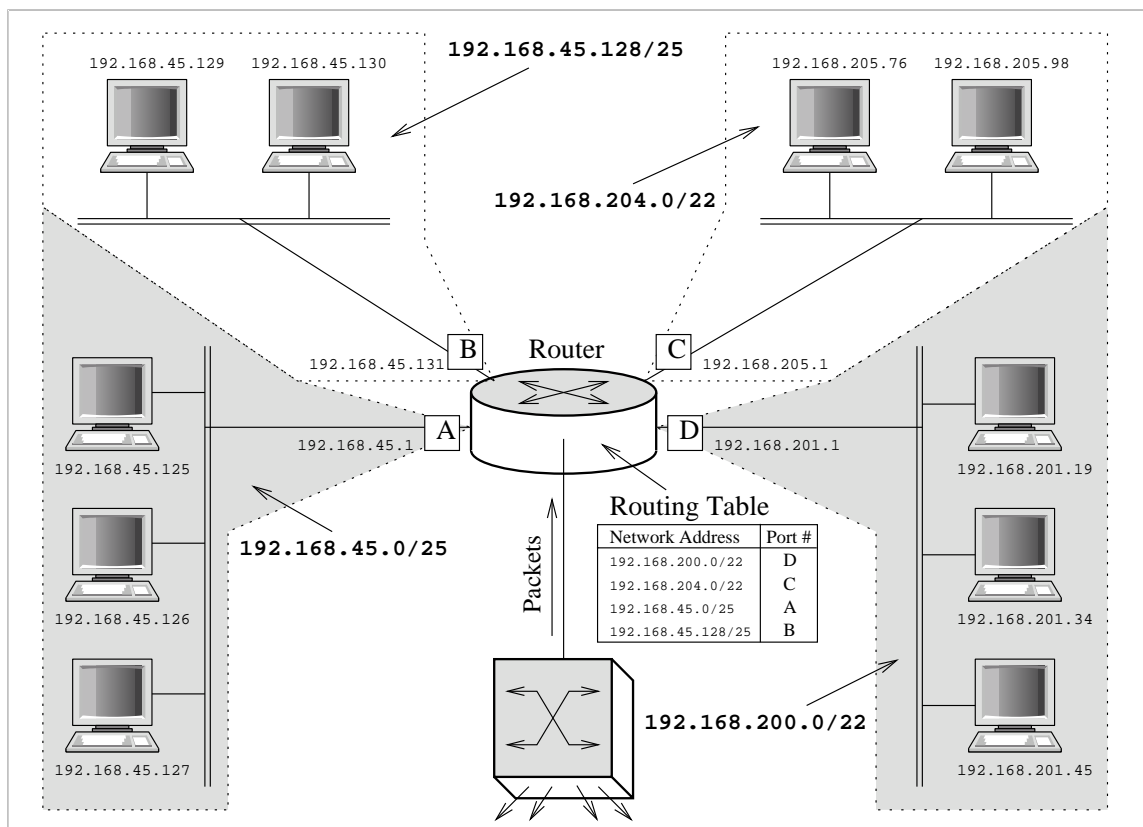 192.168.45.128/25
192.168.45.129
192.168.45.130
192.168.205.76
192.168.205.98
192.168.204.0/22
B
Router
C
192.168.45.131
192.168.205.1
A
D
192.168.45.1
192.168.201.1
192.168.45.125
192.168.201.19
Routing Table
Network Address Port #
192.168.200.0/22 D
192.168.204.0/22 C
192.168.45.0/25 A
192.168.45.128/25 B
192.168.45.0/25
Packets
192.168.45.126
192.168.201.34
192.168.200.0/22
192.168.45.127
192.168.201.45